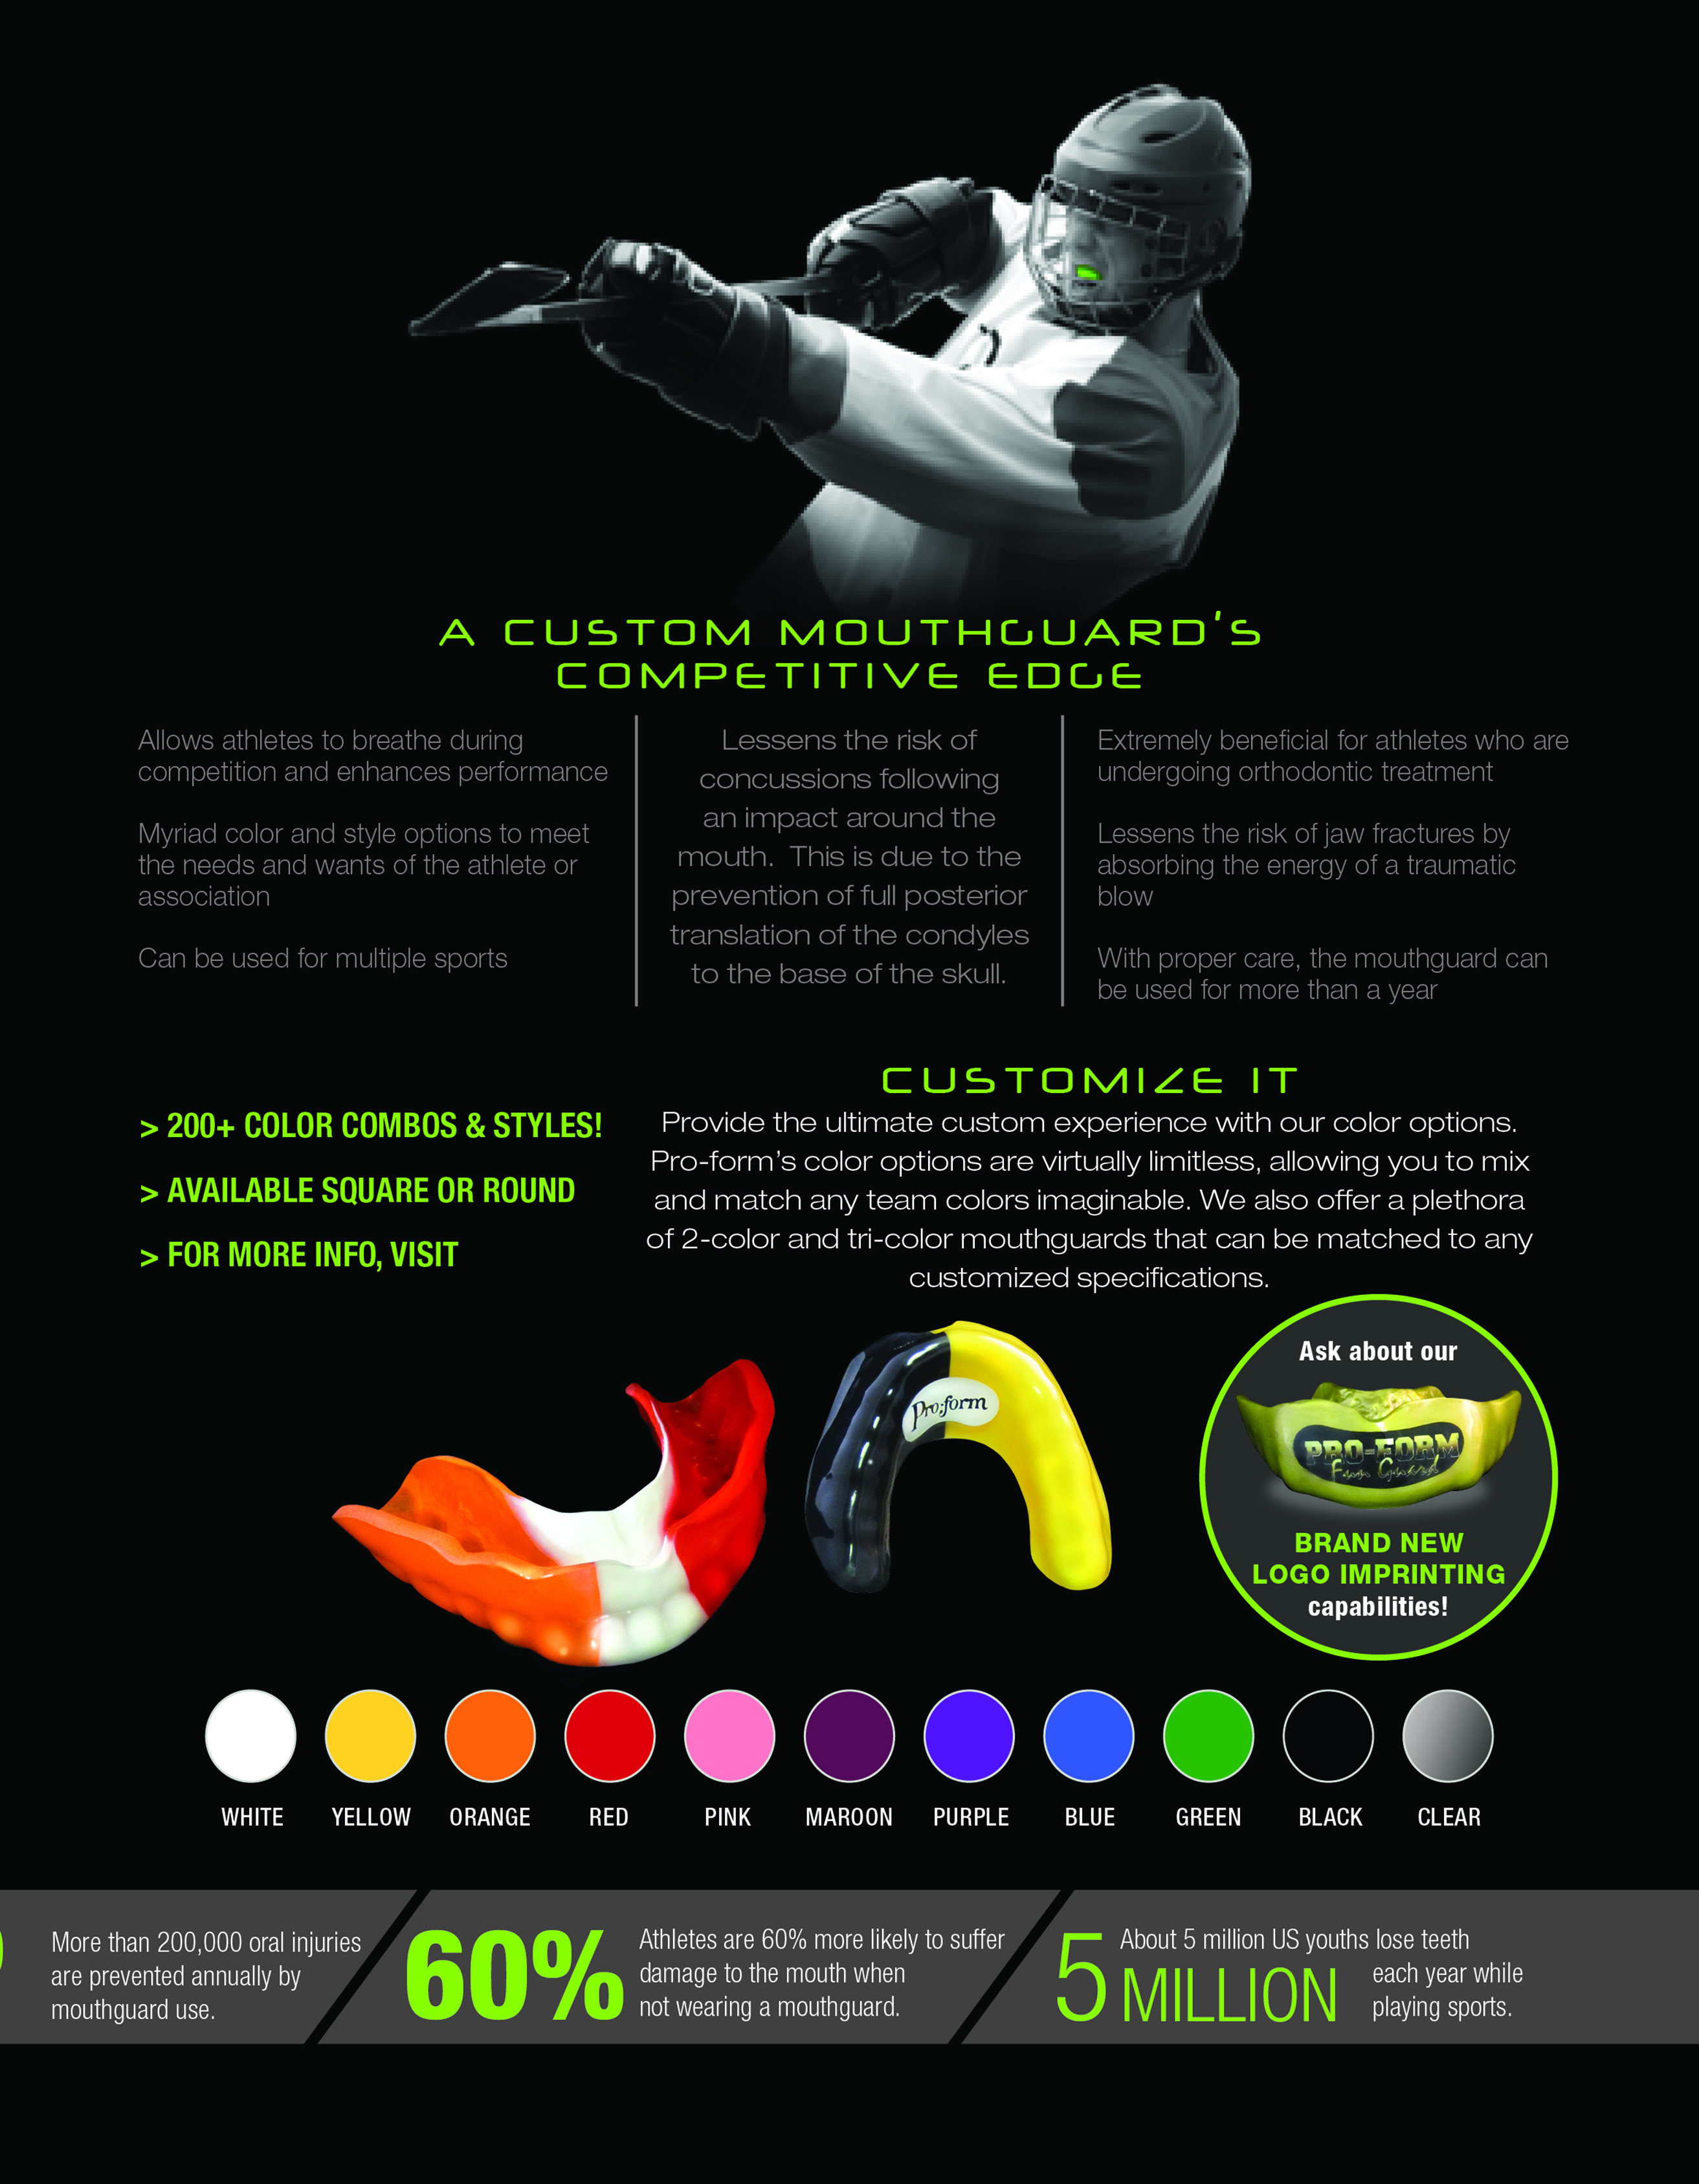 A CUSTOM MOUTHGUARD'S
COMPETITIVE EDGE
Allows athletes to breathe during
competition and enhances performance
Myriad color and style options to meet
the needs and wants of the athlete or
association
Can be used for multiple sports
Lessens the risk of
concussions following
an impact around the
mouth.  This is due to the
prevention of full posterior
translation of the condyles
to the base of the skull.
Extremely beneficial for athletes who are
undergoing orthodontic treatment
Lessens the risk of jaw fractures by
absorbing the energy of a traumatic
blow
With proper care, the mouthguard can
be used for more than a year
> 200+ COLOR COMBOS & STYLES!
> AVAILABLE SQUARE OR ROUND
> FOR MORE INFO, VISIT
CUSTOMIZE IT
Provide the ultimate custom experience with our color options.
Pro-form’s color options are virtually limitless, allowing you to mix
and match any team colors imaginable. We also offer a plethora
of 2-color and tri-color mouthguards that can be matched to any
customized specifications.
Pro:form
Ask about our
PRO-FORM
Fun Guard
BRAND NEW
LOGO IMPRINTING
capabilities!
WHITE YELLOW ORANGE RED PINK MAROON PURPLE BLUE GREEN BLACK CLEAR
More than 200,000 oral injuries
are prevented annually by
mouthguard use.
60%
Athletes are 60% more likely to suffer
damage to the mouth when
not wearing a mouthguard.
5 MILLION
About 5 million US youths lose teeth
each year while
playing sports.